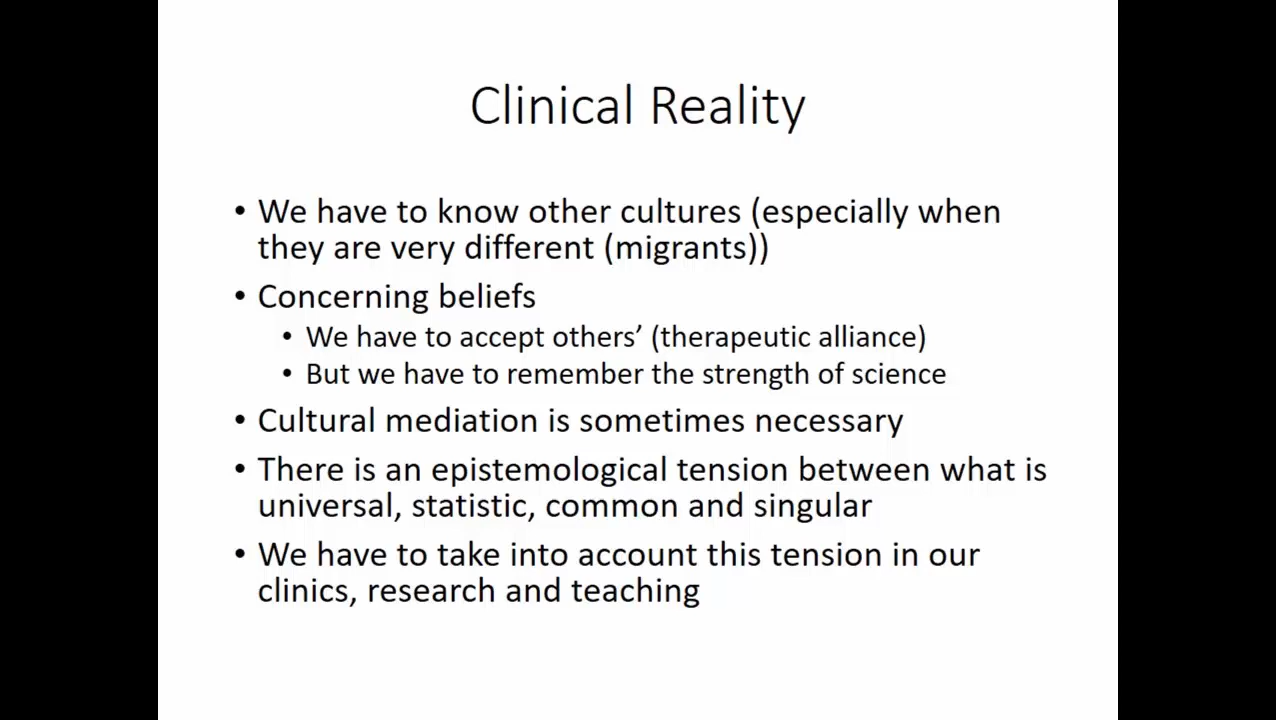 Clinical Reality
• We have to know other cultures (especially when
they are very different (migrants))
• Concerning beliefs
• We have to accept others’ (therapeutic alliance)
• But we have to remember the strength of science
• Cultural mediation is sometimes necessary
• There is an epistemological tension between what is
universal, statistic, common and singular
• We have to take into account this tension in our
clinics, research and teaching